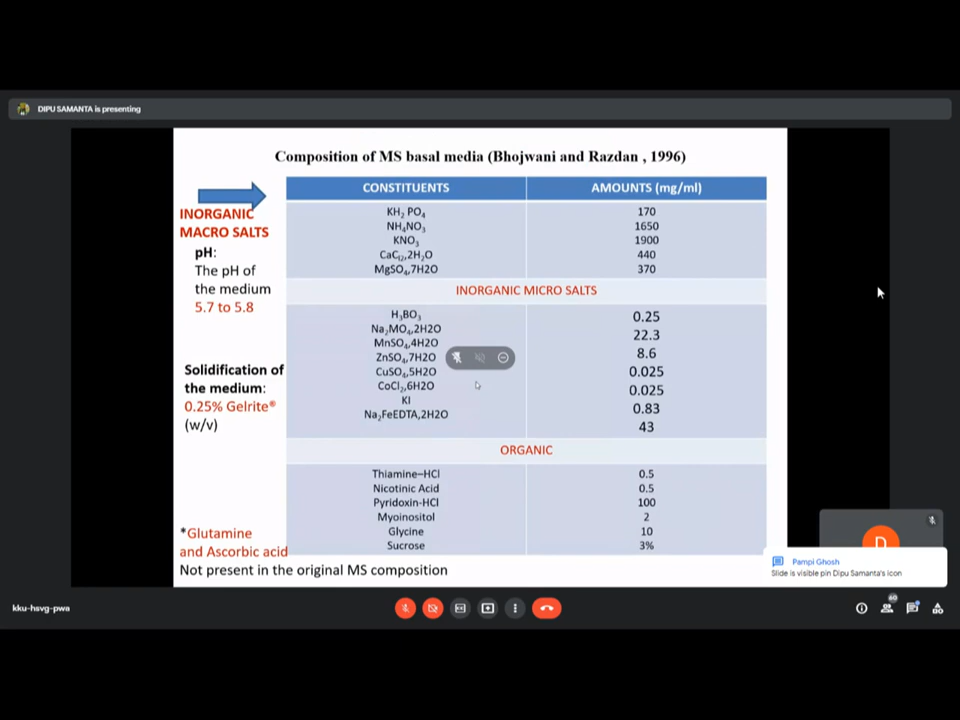 DIPU SAMANTA is presenting
Composition of MS basal media (Bhojwani and Razdan , 1996)
CONSTITUENTS AMOUNTS (mg/ml)
INORGANIC
MACRO SALTS
pH:
The pH of
the medium
5.7 to 5.8
Solidification of
the medium:
0.25% Gelrite®
(w/v)
*Glutamine
and Ascorbic acid
Not present in the original MS composition
KH₂ PO₄ 170
NH₄NO₃ 1650
KNO₃ 1900
CaC₁₂,2H₂O 440
MgSO₄,7H2O 370
INORGANIC MICRO SALTS
H₃BO₃
Na₂MO₄,2H2O
MnSO₄,4H2O
ZnSO₄,7H2O
CuSO₄,5H2O
CoCl₂,6H2O
KI
Na₂FeEDTA,2H2O
0.25
22.3
8.6
0.025
0.025
0.83
43
ORGANIC
Thiamine–HCl 0.5
Nicotinic Acid 0.5
Pyridoxin-HCl 100
Myoinositol 2
Glycine 10
Sucrose 3%
D
Pampi Ghosh
Slide is visible pin Dipu Samanta's icon
kku-hsvg-pwa
60